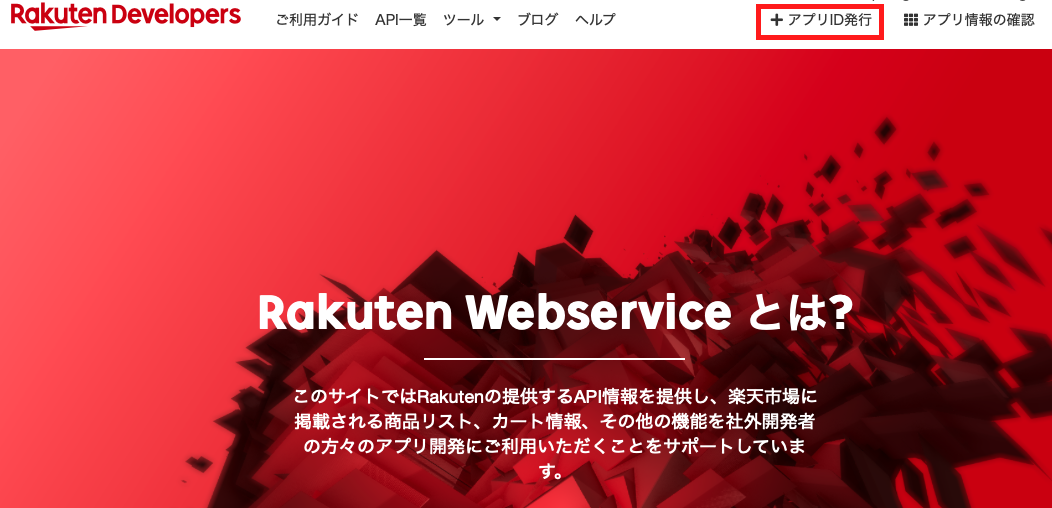 Rakuten Developers ご利用ガイド API一覧 ツール ブログ ヘルプ + アプリID発行 アプリ情報の確認
Rakuten Webservice とは?
このサイトではRakutenの提供するAPI情報を提供し、楽天市場に
掲載される商品リスト、カート情報、その他の機能を社外開発者
の方々のアプリ開発にご利用いただくことをサポートしていま
す。